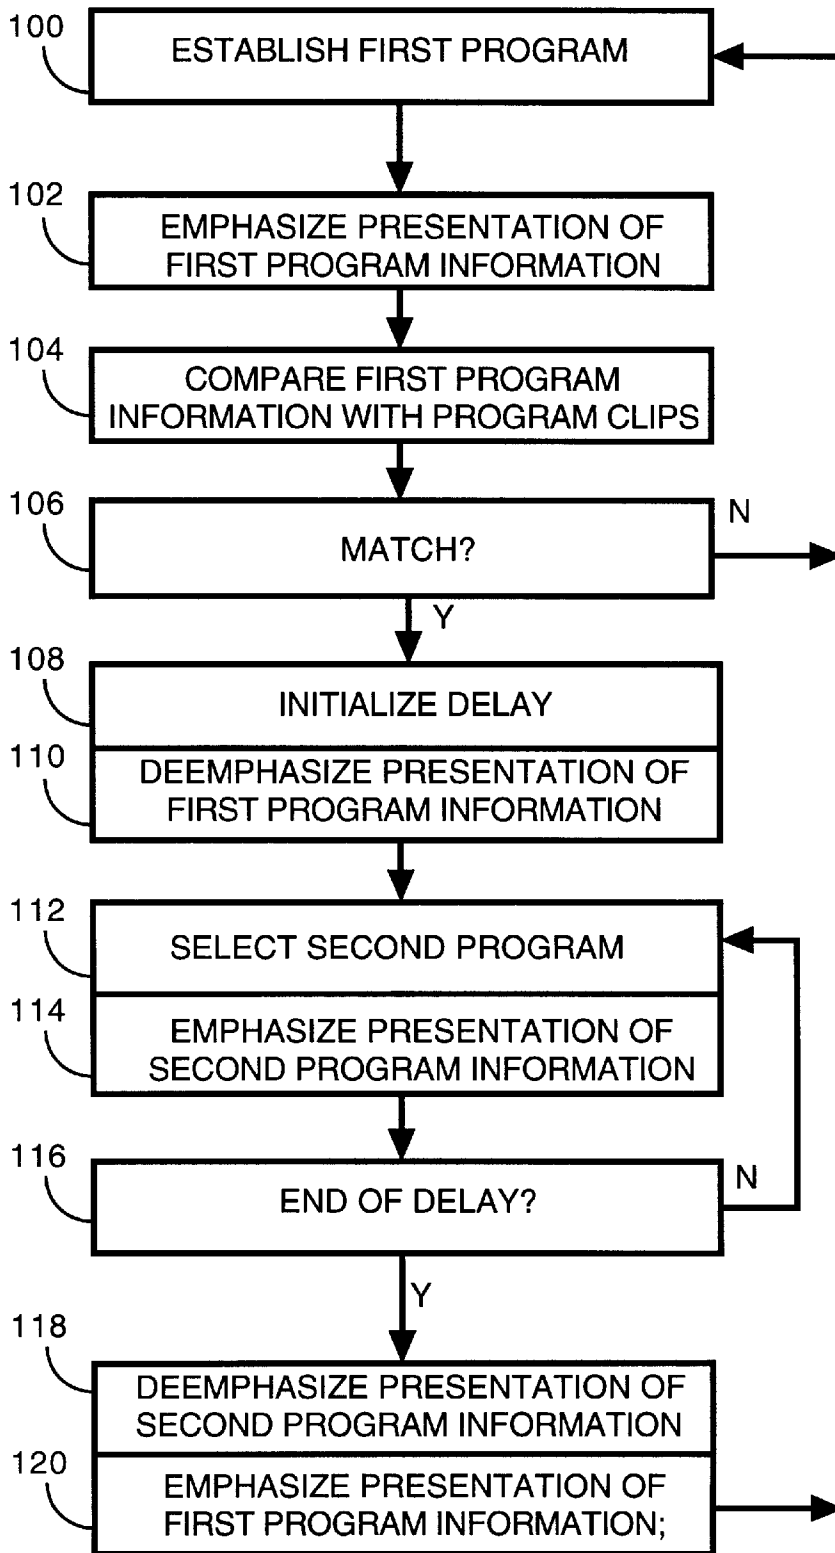 100
ESTABLISH FIRST PROGRAM
102
EMPHASIZE PRESENTATION OF
FIRST PROGRAM INFORMATION
104
COMPARE FIRST PROGRAM
INFORMATION WITH PROGRAM CLIPS
106
MATCH?
N
Y
108
INITIALIZE DELAY
110
DEEMPHASIZE PRESENTATION OF
FIRST PROGRAM INFORMATION
112
SELECT SECOND PROGRAM
114
EMPHASIZE PRESENTATION OF
SECOND PROGRAM INFORMATION
116
END OF DELAY?
N
Y
118
DEEMPHASIZE PRESENTATION OF
SECOND PROGRAM INFORMATION
120
EMPHASIZE PRESENTATION OF
FIRST PROGRAM INFORMATION;